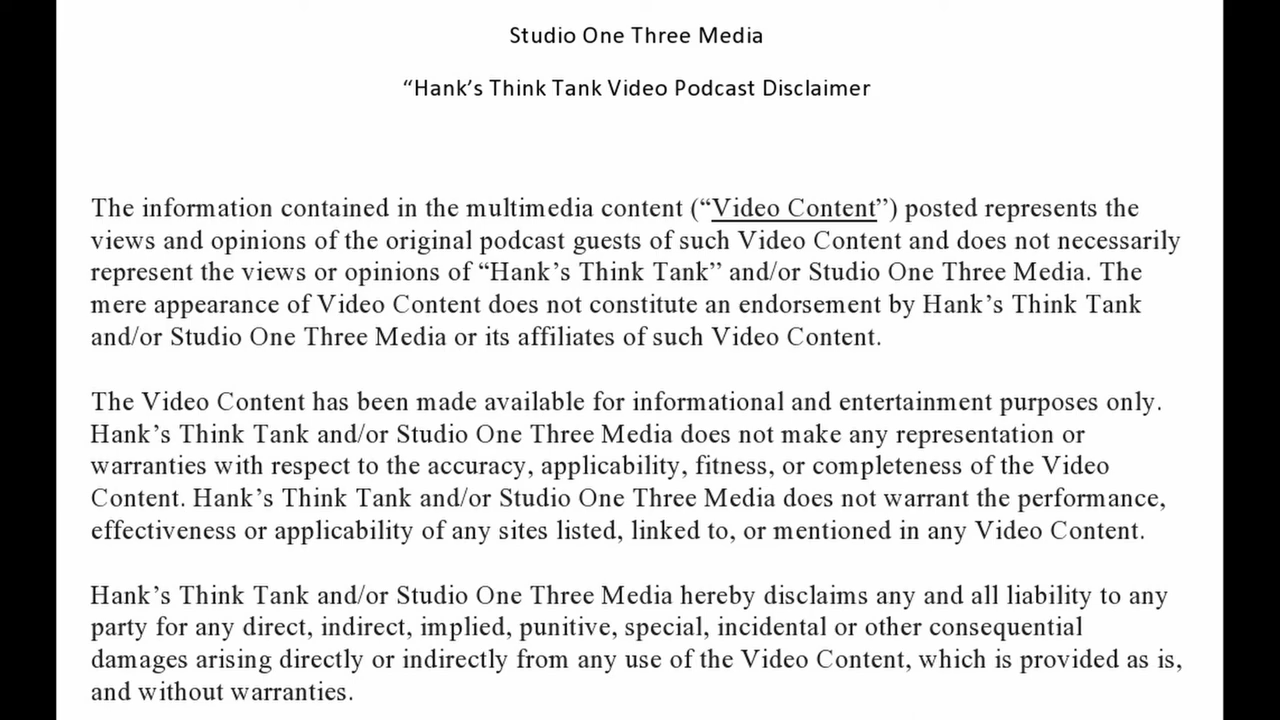 Studio One Three Media
“Hank’s Think Tank Video Podcast Disclaimer
The information contained in the multimedia content (“Video Content”) posted represents the
views and opinions of the original podcast guests of such Video Content and does not necessarily
represent the views or opinions of “Hank’s Think Tank” and/or Studio One Three Media. The
mere appearance of Video Content does not constitute an endorsement by Hank’s Think Tank
and/or Studio One Three Media or its affiliates of such Video Content.
The Video Content has been made available for informational and entertainment purposes only.
Hank’s Think Tank and/or Studio One Three Media does not make any representation or
warranties with respect to the accuracy, applicability, fitness, or completeness of the Video
Content. Hank’s Think Tank and/or Studio One Three Media does not warrant the performance,
effectiveness or applicability of any sites listed, linked to, or mentioned in any Video Content.
Hank’s Think Tank and/or Studio One Three Media hereby disclaims any and all liability to any
party for any direct, indirect, implied, punitive, special, incidental or other consequential
damages arising directly or indirectly from any use of the Video Content, which is provided as is,
and without warranties.